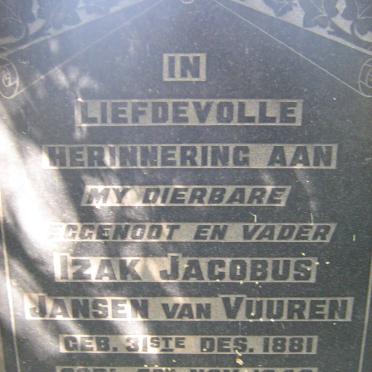 IN
LIEFDEVOLLE
HERINNERING AAN
MY DIERBARE
EGGENOOT EN VADER
IZAK JACOBUS
JANSEN VAN VUUREN
GEB. 31STE DES. 1881